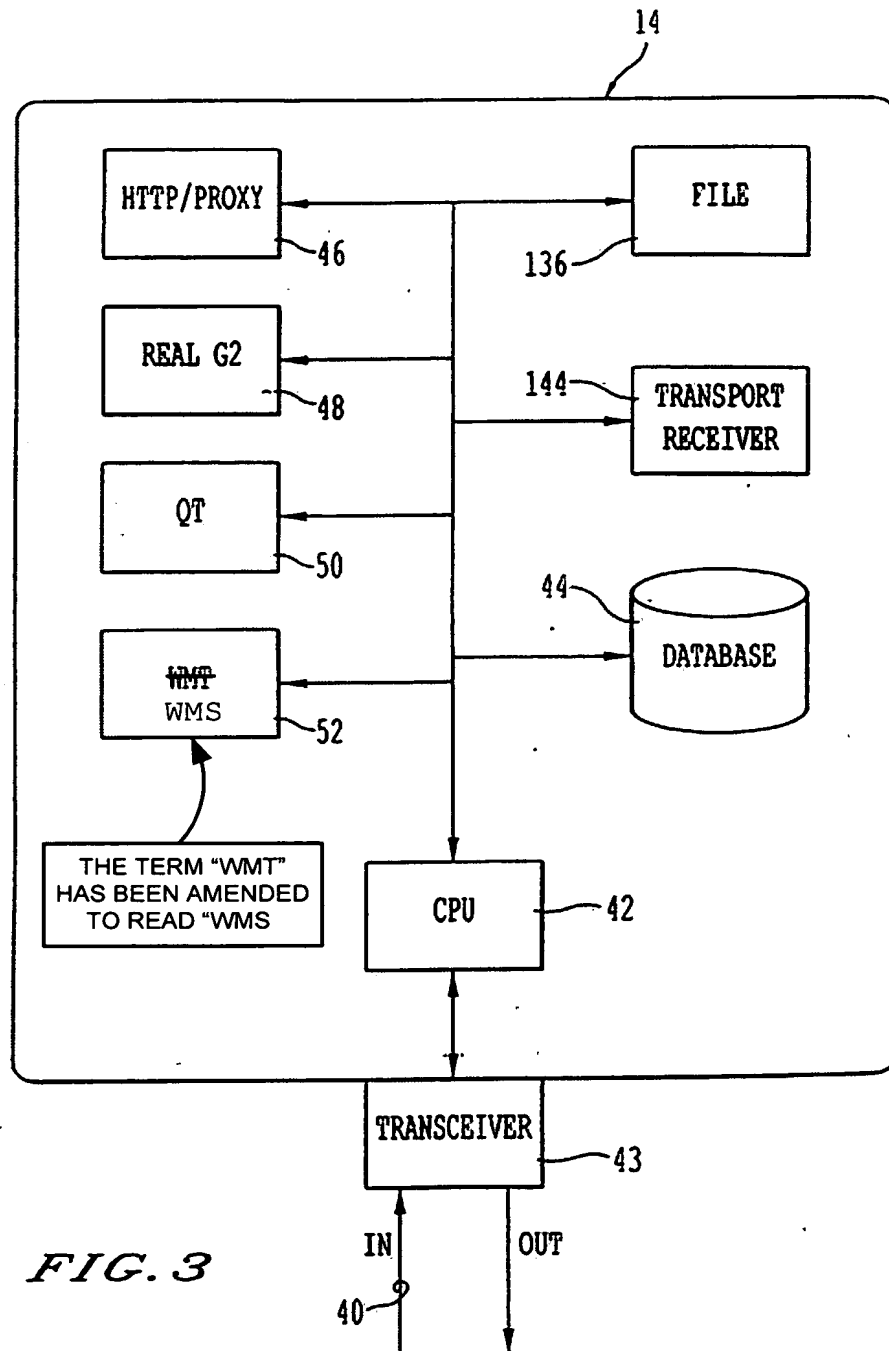 14
HTTP/PROXY
46
FILE
136
REAL G2
48
144
TRANSPORT
RECEIVER
QT
50
44
DATABASE
WMT
WMS
52
THE TERM “WMT”
HAS BEEN AMENDED
TO READ “WMS
CPU
42
TRANSCEIVER
43
IN
OUT
40
FIG. 3